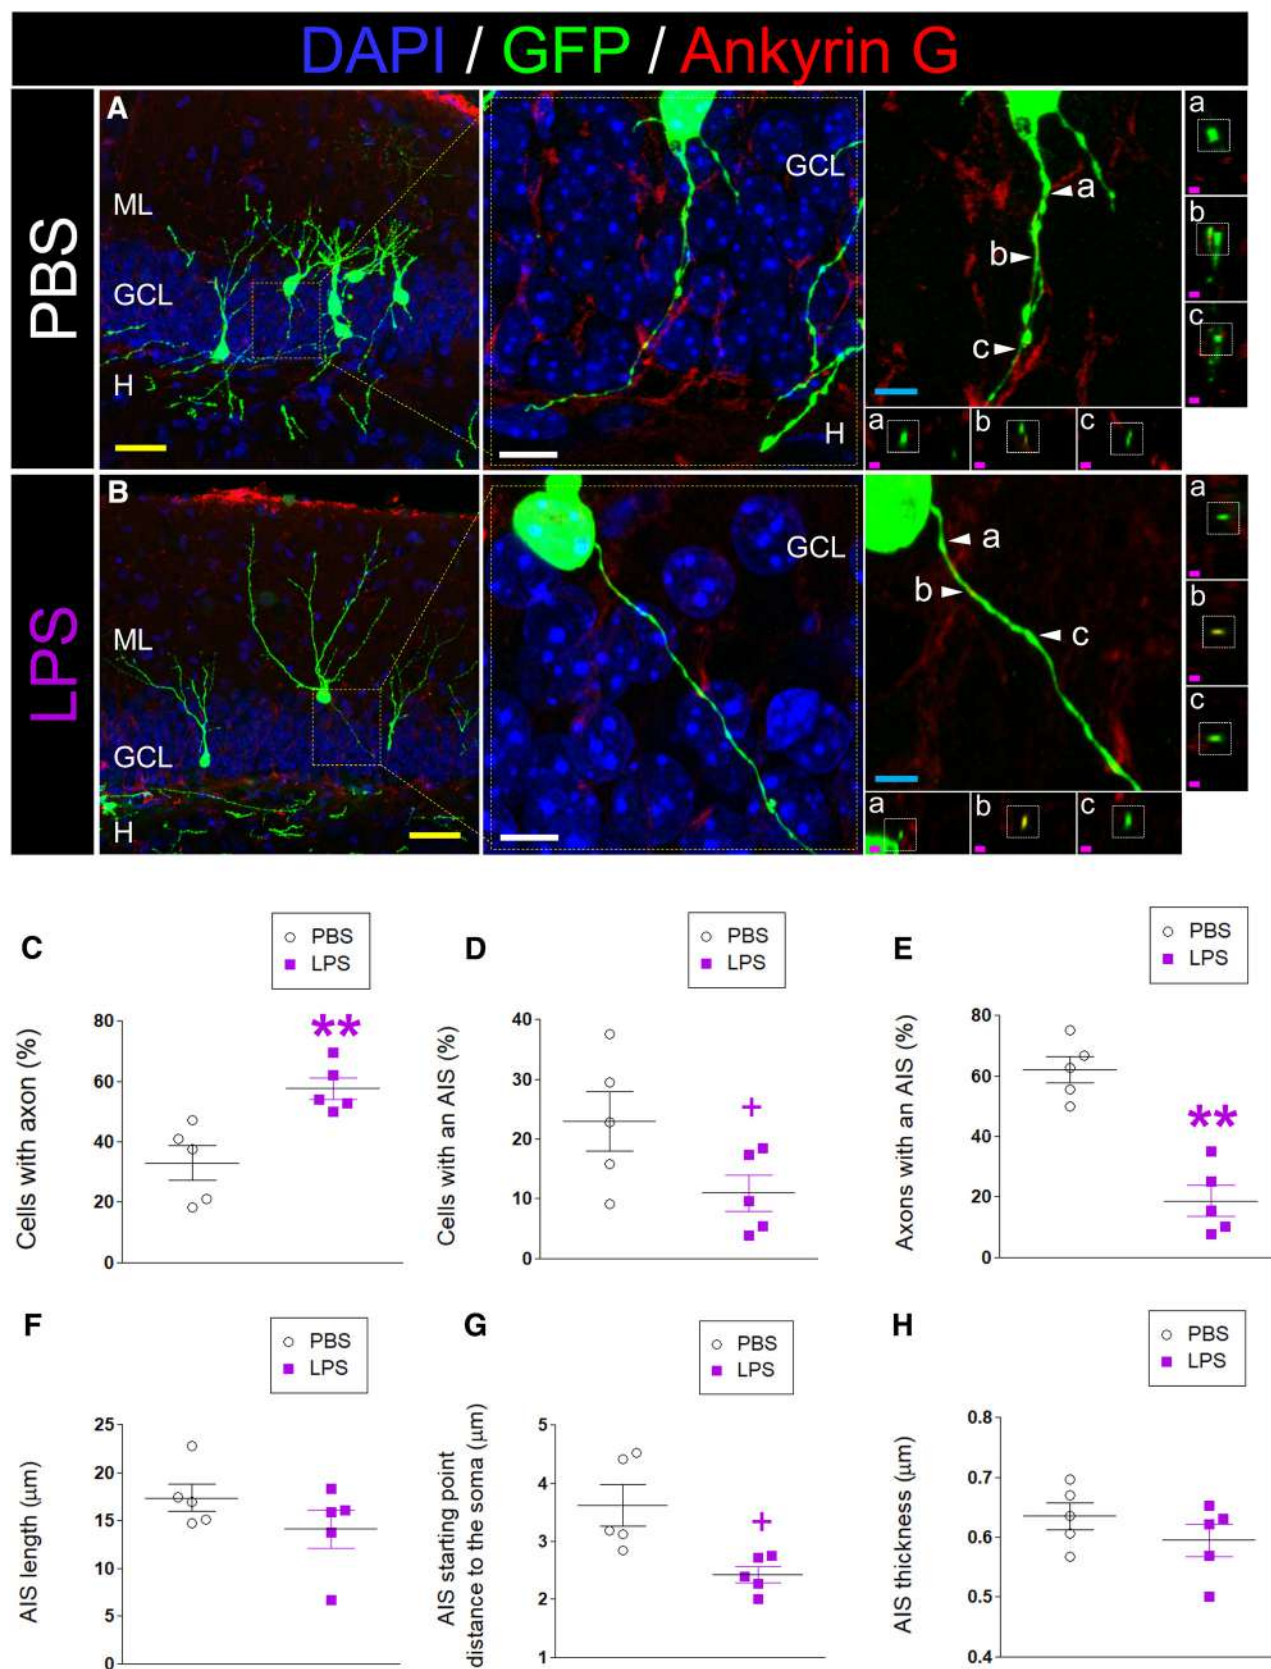 DAPI / GFP / Ankyrin G
PBS
A
ML
GCL
H
GCL
H
a
b
c
a
b
c
a
b
c
LPS
B
ML
GCL
H
GCL
a
b
c
a
b
c
a
b
c
C
PBS
LPS
Cells with axon (%)
80
60
40
20
0
**
D
PBS
LPS
Cells with an AIS (%)
40
30
20
10
0
+
E
PBS
LPS
Axons with an AIS (%)
80
60
40
20
0
**
F
PBS
LPS
AIS length (μm)
25
20
15
10
5
0
G
PBS
LPS
AIS starting point
distance to the soma (μm)
5
4
3
2
1
+
H
PBS
LPS
AIS thickness (μm)
0.8
0.7
0.6
0.5
0.4